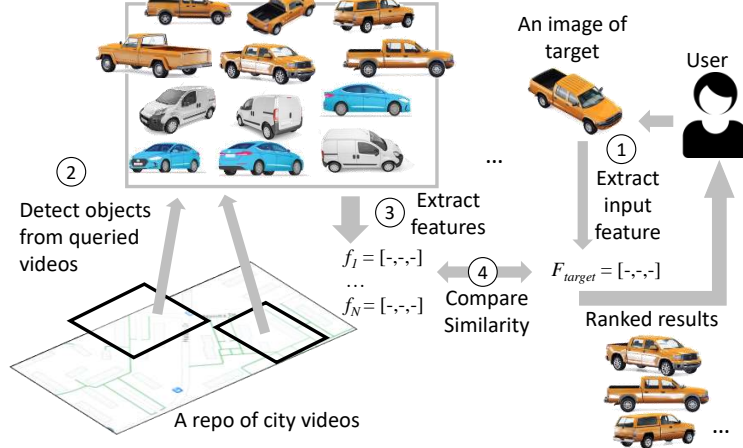 An image of
target
User
...
①
Extract
input
feature
②
Detect objects
from queried
videos
③
Extract
features
f1 = [-,-,-]
...
fN = [-,-,-]
④
Compare
Similarity
Ftarget = [-,-,-]
Ranked results
...
A repo of city videos